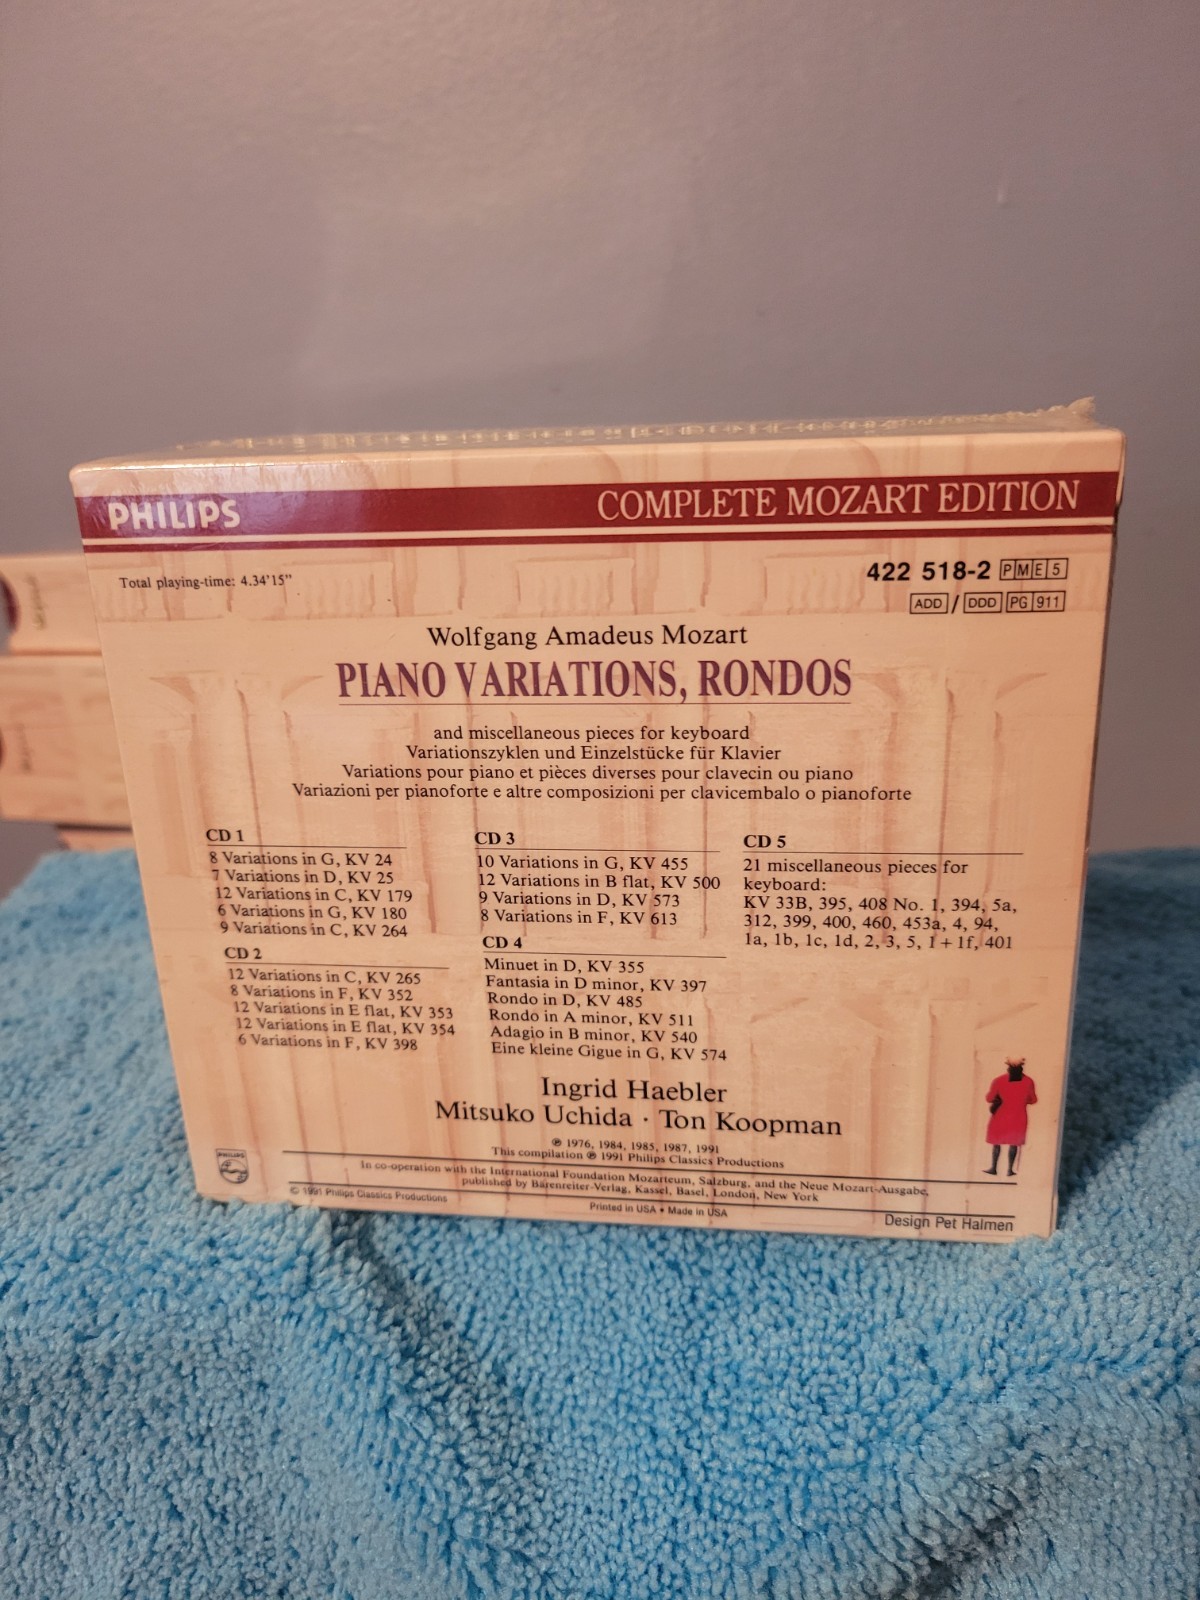 PHILIPS
COMPLETE MOZART EDITION
Total playing-time: 4.34'15"
422 518-2 PME5
ADD / DDD PG 911
Wolfgang Amadeus Mozart
PIANO VARIATIONS, RONDOS
and miscellaneous pieces for keyboard
Variationszyklen und Einzelstücke für Klavier
Variations pour piano et pièces diverses pour clavecin ou piano
Variazioni per pianoforte e altre composizioni per clavicembalo o pianoforte
CD 1
8 Variations in G, KV 24
7 Variations in D, KV 25
12 Variations in C, KV 179
6 Variations in G, KV 180
9 Variations in C, KV 264
CD 2
12 Variations in C, KV 265
8 Variations in F, KV 352
12 Variations in E flat, KV 353
12 Variations in E flat, KV 354
6 Variations in F, KV 398
CD 3
10 Variations in G, KV 455
12 Variations in B flat, KV 500
9 Variations in D, KV 573
8 Variations in F, KV 613
CD 4
Minuet in D, KV 355
Fantasia in D minor, KV 397
Rondo in D, KV 485
Rondo in A minor, KV 511
Adagio in B minor, KV 540
Eine kleine Gigue in G, KV 574
CD 5
21 miscellaneous pieces for
keyboard:
KV 33B, 395, 408 No. 1, 394, 5a,
312, 399, 400, 460, 453a, 4, 94,
1a, 1b, 1c, 1d, 2, 3, 5, 1 + 1f, 401
Ingrid Haebler
Mitsuko Uchida · Ton Koopman
℗ 1976, 1984, 1985, 1987, 1991
This compilation ℗ 1991 Philips Classics Productions
In co-operation with the International Foundation Mozarteum, Salzburg, and the Neue Mozart-Ausgabe,
published by Bärenreiter-Verlag, Kassel, Basel, London, New York
PHILIPS
© 1991 Philips Classics Productions
Printed in USA • Made in USA
Design Pet Halmen